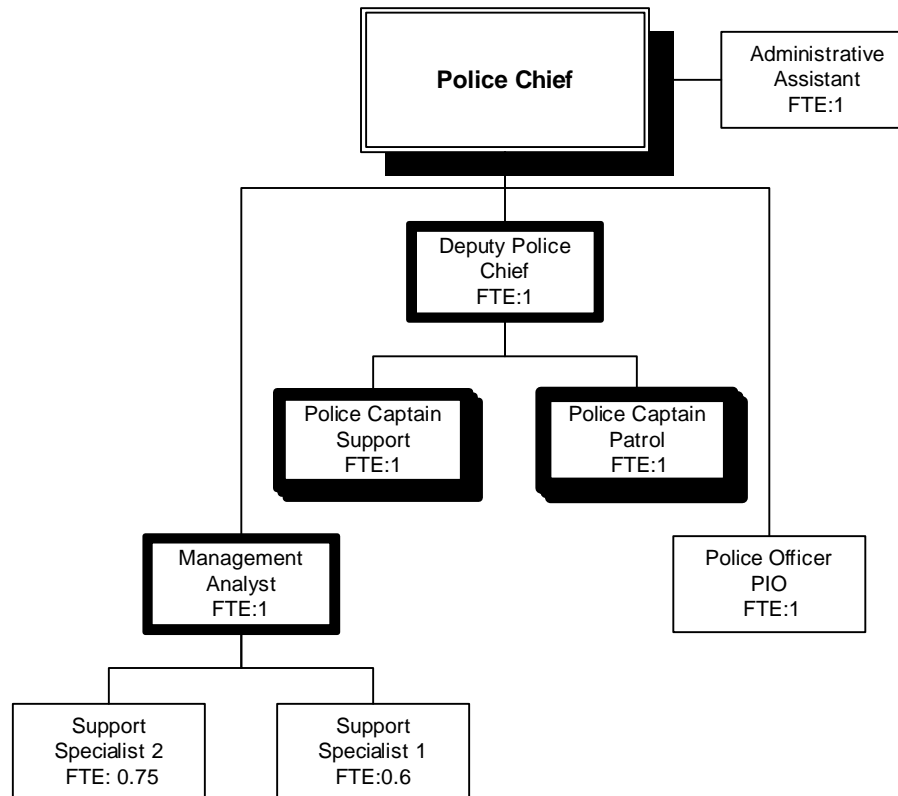 Police Chief
Administrative
Assistant
FTE:1
Deputy Police
Chief
FTE:1
Police Captain
Support
FTE:1
Police Captain
Patrol
FTE:1
Management
Analyst
FTE:1
Police Officer
PIO
FTE:1
Support
Specialist 2
FTE: 0.75
Support
Specialist 1
FTE:0.6